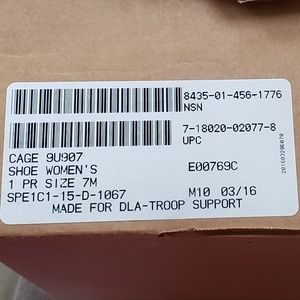 8435-01-456-1776
NSN
7-18020-02077-8
UPC
CAGE 9U907
SHOE WOMEN'S
E00769C
1 PR SIZE 7M
SPE1C1-15-D-1067
M10 03/16
MADE FOR DLA-TROOP SUPPORT